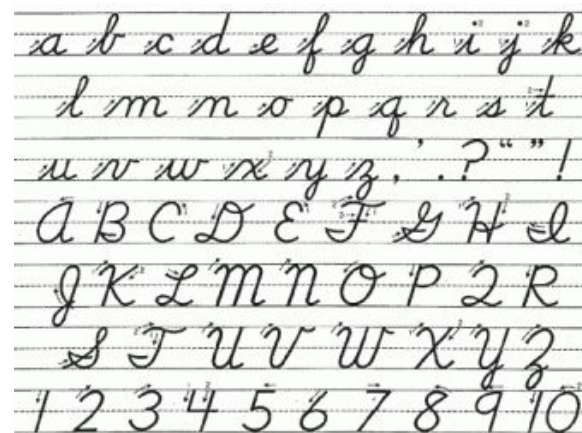 a b c d e f g h i j k
l m n o p q r s t
u v w x y z , ' . ? “ ” !
A B C D E F G H I
J K L M N O P Q R
S T U V W X Y Z
1 2 3 4 5 6 7 8 9 10